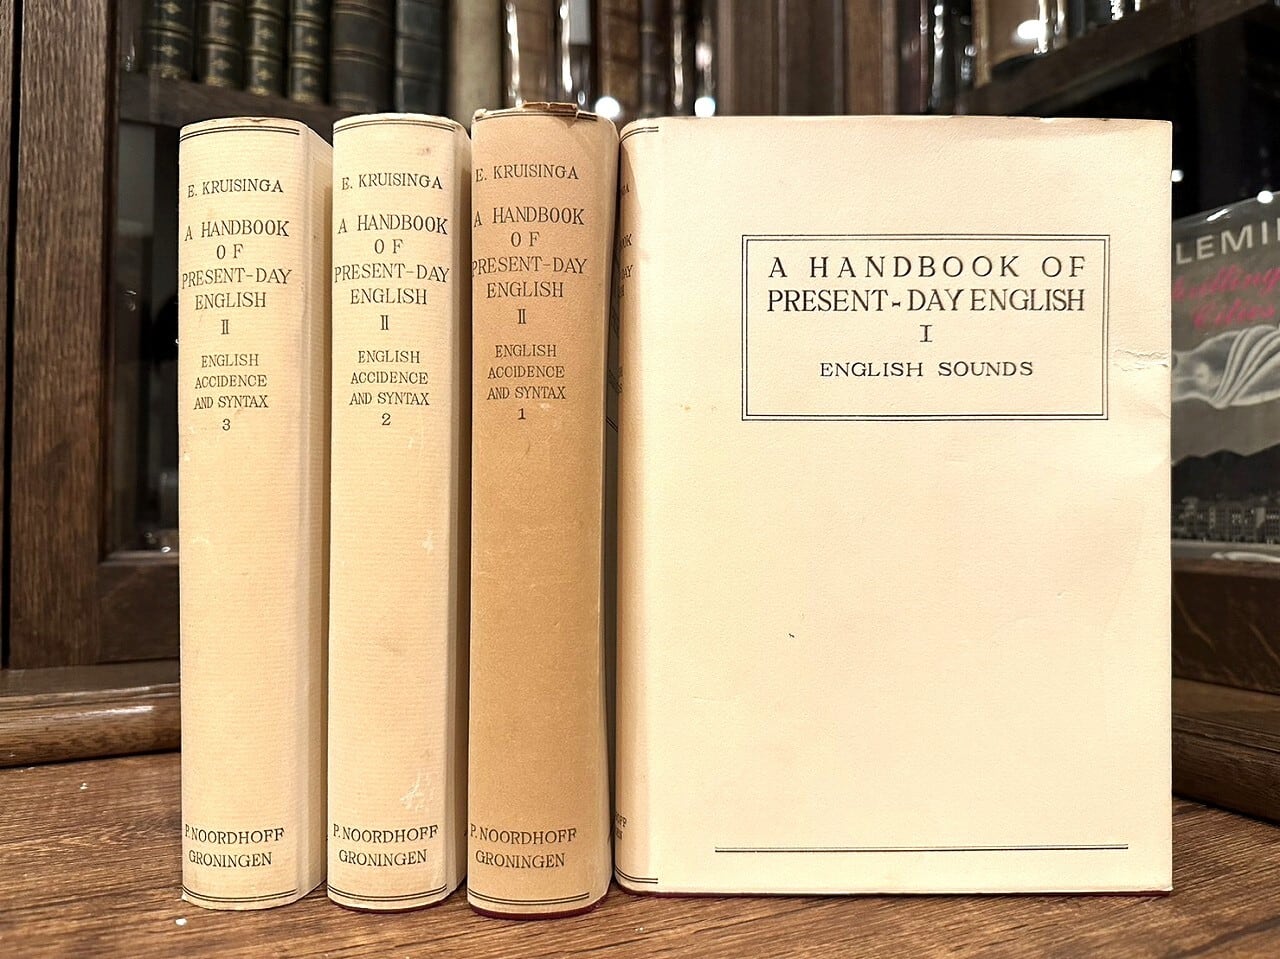 E. KRUISINGA
A HANDBOOK
OF
PRESENT-DAY
ENGLISH
II
ENGLISH
ACCIDENCE
AND SYNTAX
3
P. NOORDHOFF
GRONINGEN
E. KRUISINGA
A HANDBOOK
OF
PRESENT-DAY
ENGLISH
II
ENGLISH
ACCIDENCE
AND SYNTAX
2
P. NOORDHOFF
GRONINGEN
E. KRUISINGA
A HANDBOOK
OF
PRESENT-DAY
ENGLISH
II
ENGLISH
ACCIDENCE
AND SYNTAX
1
P. NOORDHOFF
GRONINGEN
A HANDBOOK OF
PRESENT-DAY ENGLISH
I
ENGLISH SOUNDS